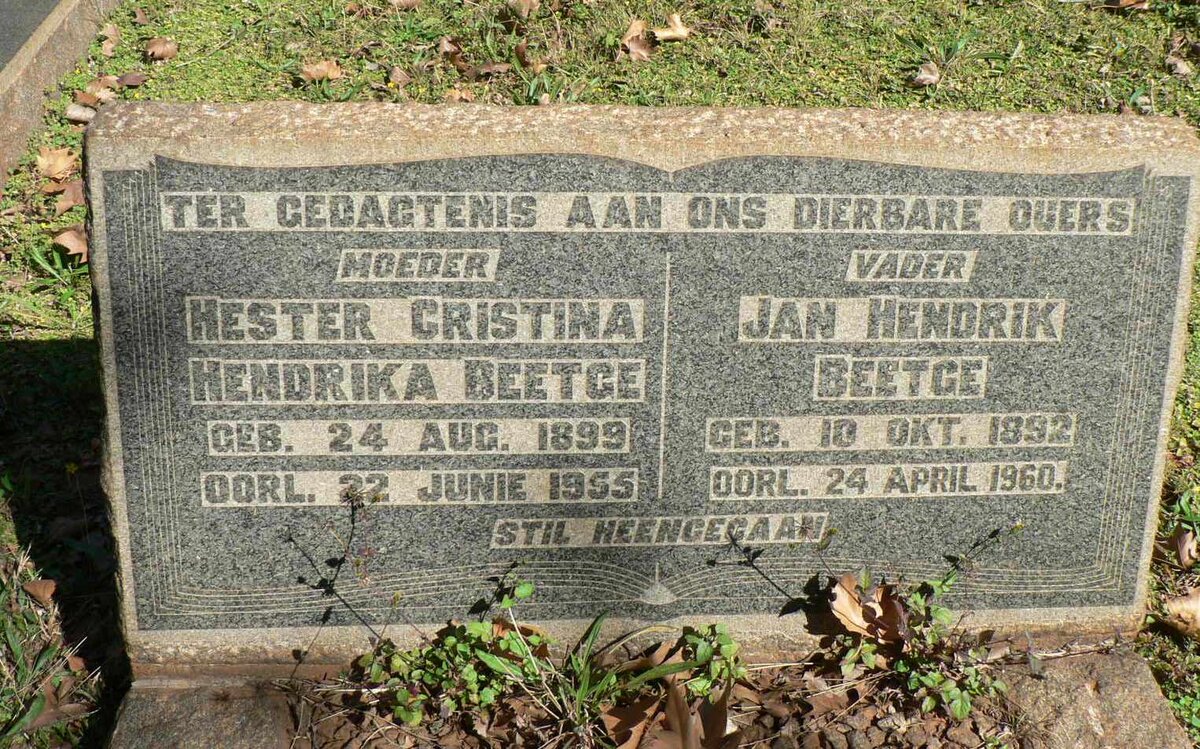 TER GEDAGTENIS AAN ONS DIERBARE OUERS
MOEDER
HESTER CRISTINA
HENDRIKA BEETGE
GEB. 24 AUG. 1899
OORL. 22 JUNIE 1955
VADER
JAN HENDRIK
BEETGE
GEB. 10 OKT. 1892
OORL. 24 APRIL 1960.
STIL HEENGEGAAN